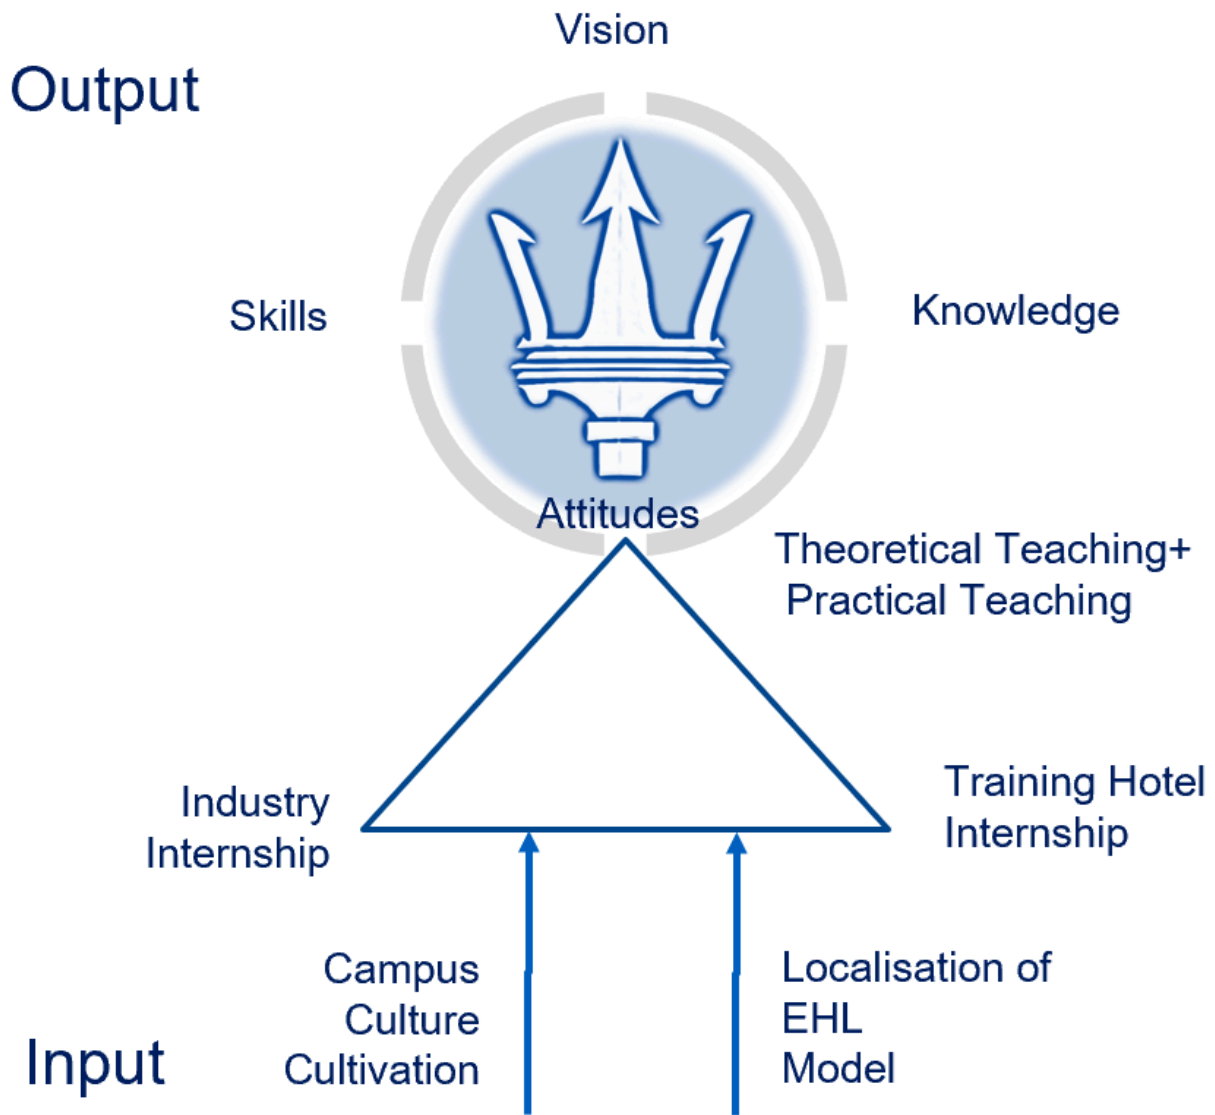 Vision
Output
Skills
Knowledge
Attitudes
Theoretical Teaching+
Practical Teaching
Industry
Internship
Training Hotel
Internship
Campus
Culture
Cultivation
Localisation of
EHL
Model
Input